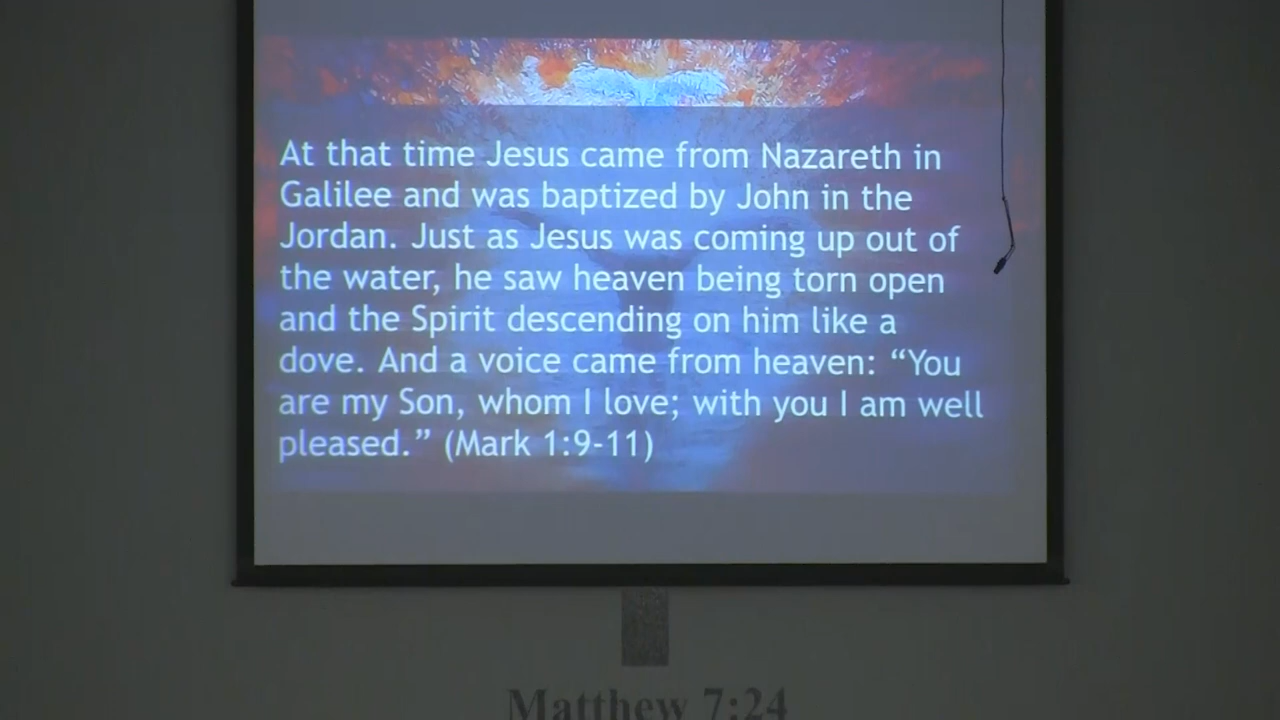 At that time Jesus came from Nazareth in
Galilee and was baptized by John in the
Jordan. Just as Jesus was coming up out of
the water, he saw heaven being torn open
and the Spirit descending on him like a
dove. And a voice came from heaven: “You
are my Son, whom I love; with you I am well
pleased.” (Mark 1:9-11)
Matthew 7:24